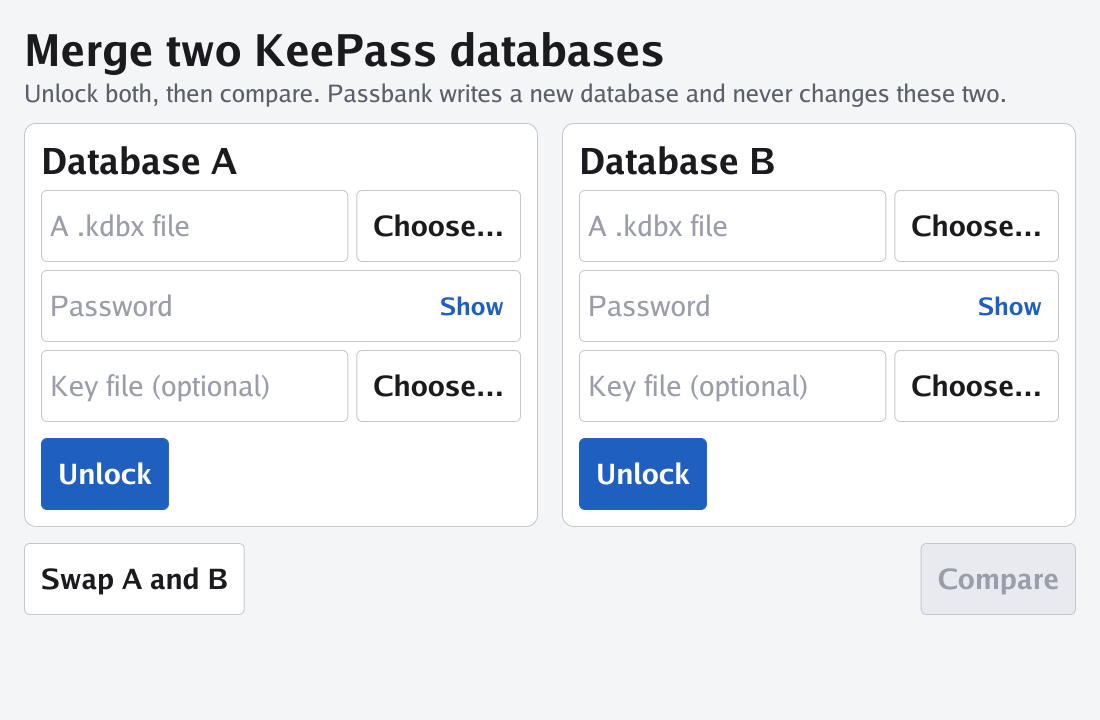 Merge two KeePass databases
Unlock both, then compare. Passbank writes a new database and never changes these two.
Database A
A .kdbx file
Choose...
Password
Show
Key file (optional)
Choose...
Unlock
Database B
A .kdbx file
Choose...
Password
Show
Key file (optional)
Choose...
Unlock
Swap A and B
Compare